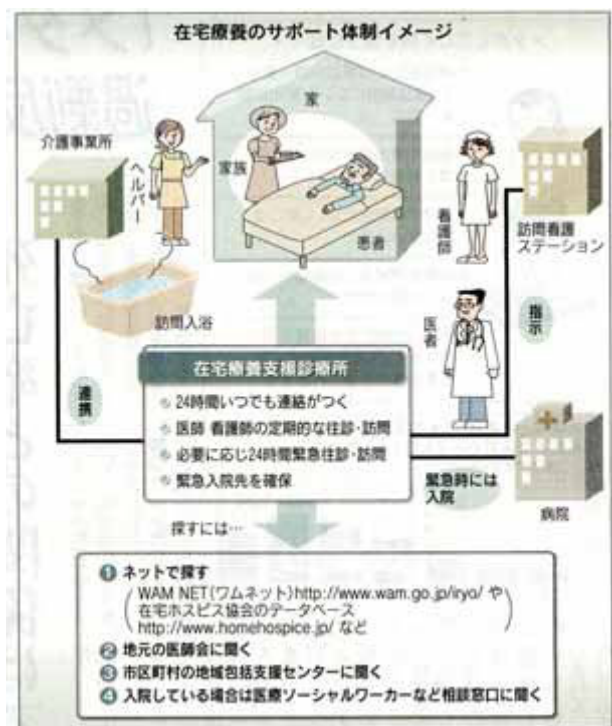 在宅療養のサポート体制イメージ
家
介護事業所
ヘルパー
家族
患者
看護師
訪問看護
ステーション
訪問入浴
医者
指示
連携
在宅療養支援診療所
24時間いつでも連絡がつく
医師 看護師の定期的な往診・訪問
必要に応じ24時間緊急往診・訪問
緊急入院先を確保
緊急時には
入院
病院
探すには…
1 ネットで探す
(WAM NET(ワムネット)http://www.wam.go.jp/iryo/ や
在宅ホスピス協会のデータベース
http://www.homehospice.jp/ など)
2 地元の医師会に聞く
3 市区町村の地域包括支援センターに聞く
4 入院している場合は医療ソーシャルワーカーなど相談窓口に聞く